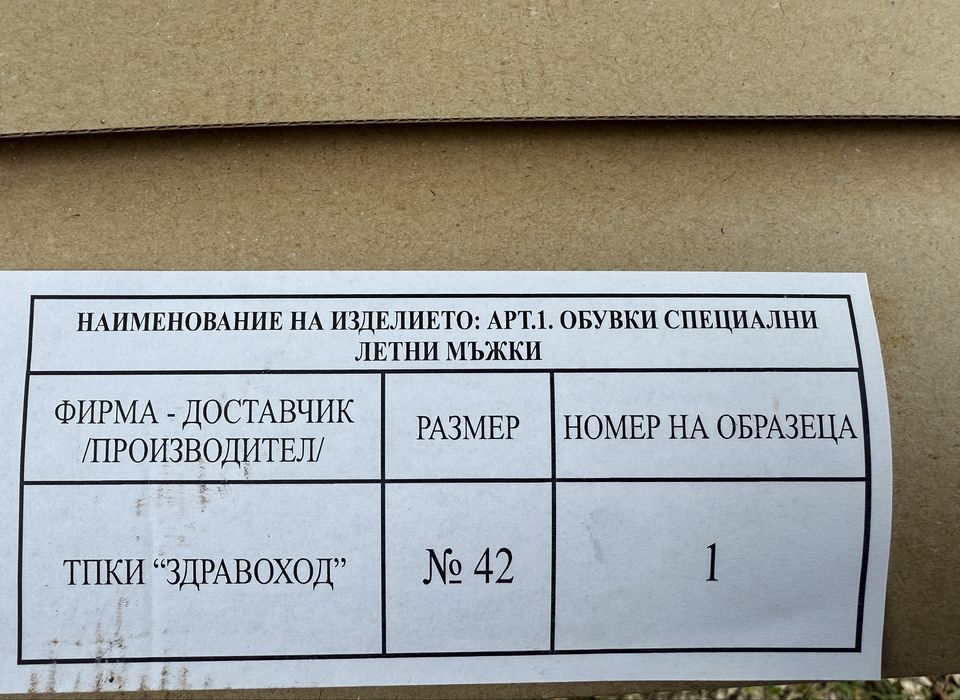 НАИМЕНОВАНИЕ НА ИЗДЕЛИЕТО: АРТ.1. ОБУВКИ СПЕЦИАЛНИ
ЛЕТНИ МЪЖКИ
ФИРМА - ДОСТАВЧИК
/ПРОИЗВОДИТЕЛ/
РАЗМЕР
НОМЕР НА ОБРАЗЕЦА
ТПКИ “ЗДРАВОХОД”
№ 42
1